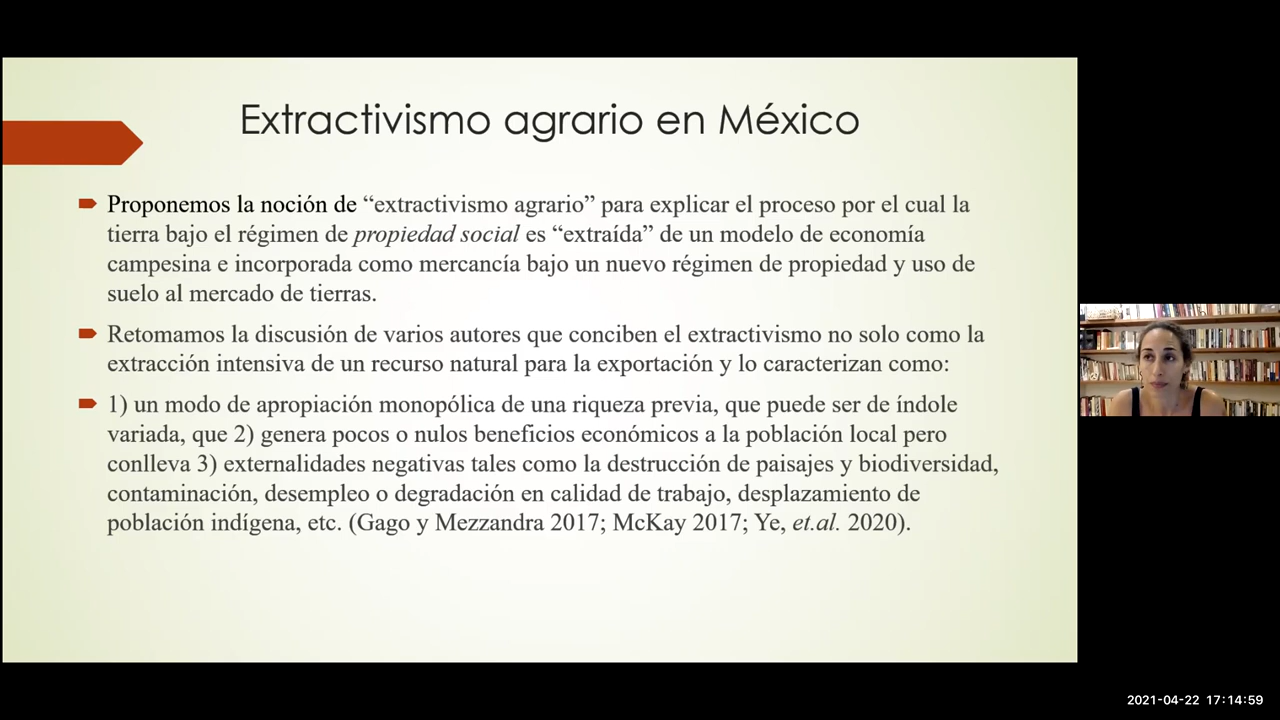 Extractivismo agrario en México
Proponemos la noción de “extractivismo agrario” para explicar el proceso por el cual la
tierra bajo el régimen de propiedad social es “extraída” de un modelo de economía
campesina e incorporada como mercancía bajo un nuevo régimen de propiedad y uso de
suelo al mercado de tierras.
Retomamos la discusión de varios autores que conciben el extractivismo no solo como la
extracción intensiva de un recurso natural para la exportación y lo caracterizan como:
1) un modo de apropiación monopólica de una riqueza previa, que puede ser de índole
variada, que 2) genera pocos o nulos beneficios económicos a la población local pero
conlleva 3) externalidades negativas tales como la destrucción de paisajes y biodiversidad,
contaminación, desempleo o degradación en calidad de trabajo, desplazamiento de
población indígena, etc. (Gago y Mezzandra 2017; McKay 2017; Ye, et.al. 2020).
2021-04-22 17:14:59